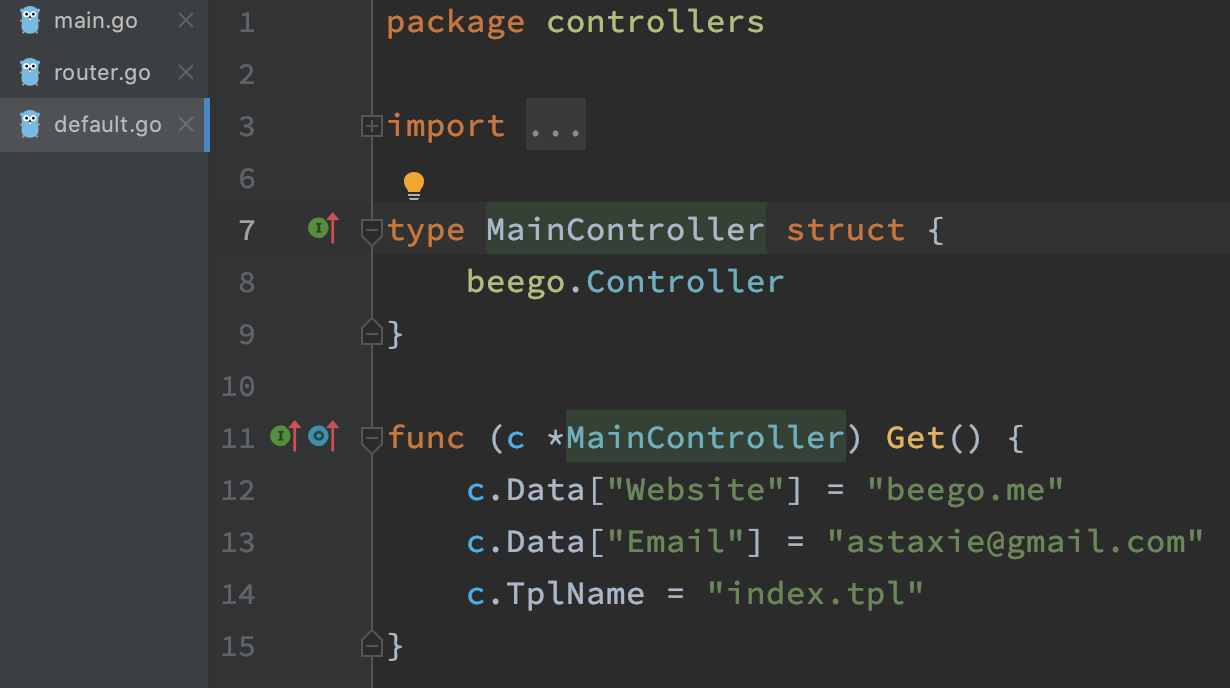 main.go
router.go
default.go
1 package controllers
2
3 import ...
6
7 type MainController struct {
8     beego.Controller
9 }
10
11 func (c *MainController) Get() {
12     c.Data["Website"] = "beego.me"
13     c.Data["Email"] = "astaxie@gmail.com"
14     c.TplName = "index.tpl"
15 }